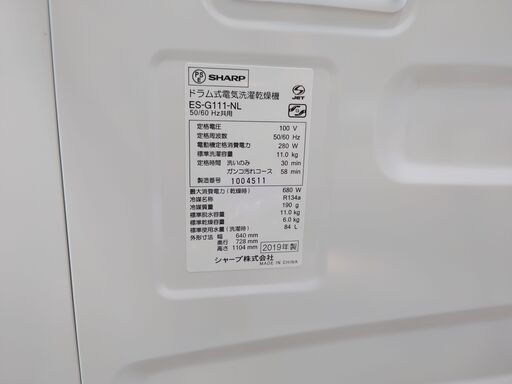 PS E SHARP
ドラム式電気洗濯乾燥機
ES-G111-NL
50/60 Hz共用
JET
定格電圧 100 V
定格周波数 50/60 Hz
電動機定格消費電力 280 W
標準洗濯容量 11.0 kg
定格時間 洗いのみ 30 min
ガンコ汚れコース 58 min
製造番号 1004511
最大消費電力(乾燥時) 680 W
冷媒名称 R134a
冷媒質量 190 g
標準脱水容量 11.0 kg
標準乾燥容量 6.0 kg
標準使用水量(洗濯時) 84 L
外形寸法 幅 640 mm
奥行 728 mm
高さ 1104 mm
2019年製
シャープ株式会社
MADE IN CHINA